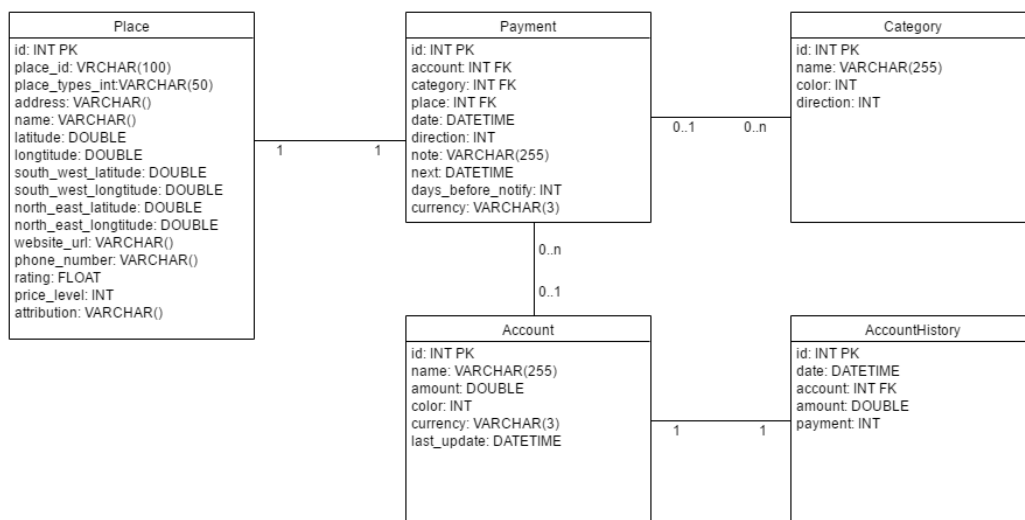 Place
id: INT PK
place_id: VRCHAR(100)
place_types_int:VARCHAR(50)
address: VARCHAR()
name: VARCHAR()
latitude: DOUBLE
longtitude: DOUBLE
south_west_latitude: DOUBLE
south_west_longtitude: DOUBLE
north_east_latitude: DOUBLE
north_east_longtitude: DOUBLE
website_url: VARCHAR()
phone_number: VARCHAR()
rating: FLOAT
price_level: INT
attribution: VARCHAR()
1
1
Payment
id: INT PK
account: INT FK
category: INT FK
place: INT FK
date: DATETIME
direction: INT
note: VARCHAR(255)
next: DATETIME
days_before_notify: INT
currency: VARCHAR(3)
0..1
0..n
Category
id: INT PK
name: VARCHAR(255)
color: INT
direction: INT
0..n
0..1
Account
id: INT PK
name: VARCHAR(255)
amount: DOUBLE
color: INT
currency: VARCHAR(3)
last_update: DATETIME
1
1
AccountHistory
id: INT PK
date: DATETIME
account: INT FK
amount: DOUBLE
payment: INT